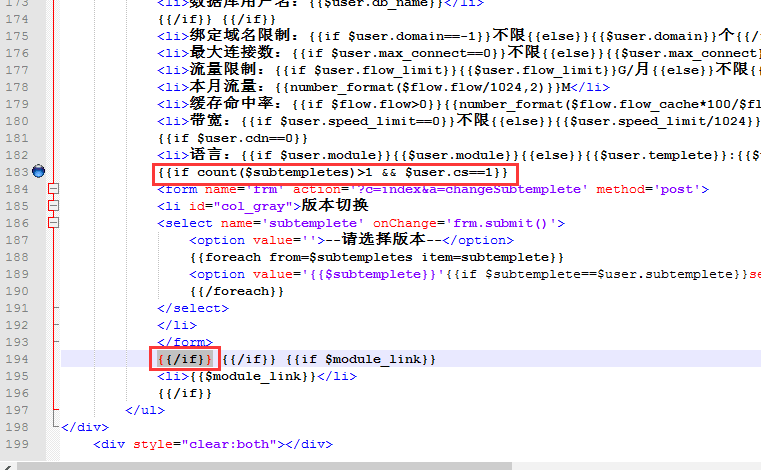 173 <li>数据库用户名: {{$user.db_name}}</li>
174 {{/if}} {{/if}}
175 <li>绑定域名限制: {{if $user.domain==-1}}不限{{else}}{{$user.domain}}个{{/
176 <li>最大连接数: {{if $user.max_connect==0}}不限{{else}}{{$user.max_connect}
177 <li>流量限制: {{if $user.flow_limit}}{{$user.flow_limit}}G/月{{else}}不限{{
178 <li>本月流量: {{number_format($flow.flow/1024,2)}}M</li>
179 <li>缓存命中率: {{if $flow.flow>0}}{{number_format($flow.flow_cache*100/$fl
180 <li>带宽: {{if $user.speed_limit==0}}不限{{else}}{{$user.speed_limit/1024}}
181 {{if $user.cdn==0}}
182 <li>语言: {{if $user.module}}{{$user.module}}{{else}}{{$user.templete}}:{{$
183 {{if count($subtempletes)>1 && $user.cs==1}}
184 <form name='frm' action='?c=index&a=changeSubtemplete' method='post'>
185 <li id="col_gray">版本切换
186 <select name='subtemplete' onChange='frm.submit()'>
187 <option value=''>--请选择版本--</option>
188 {{foreach from=$subtempletes item=subtemplete}}
189 <option value='{{$subtemplete}}'{{if $subtemplete==$user.subtemplete}}se
190 {{/foreach}}
191 </select>
192 </li>
193 </form>
194 {{/if}} {{/if}} {{if $module_link}}
195 <li>{{$module_link}}</li>
196 {{/if}}
197 </ul>
198 </div>
199 <div style="clear:both"></div>